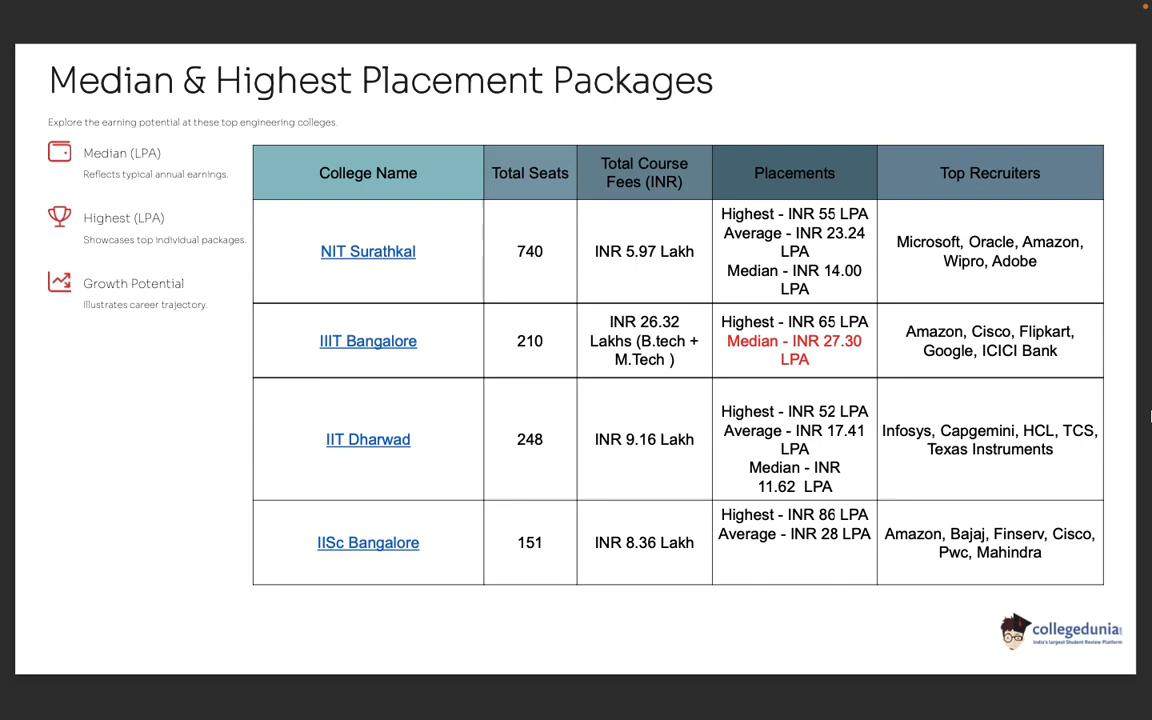 Median & Highest Placement Packages
Explore the earning potential at these top engineering colleges.
Median (LPA)
Reflects typical annual earnings.
Highest (LPA)
Showcases top individual packages.
Growth Potential
Illustrates career trajectory.
College Name
Total Seats
Total Course
Fees (INR)
Placements
Top Recruiters
NIT Surathkal
740
INR 5.97 Lakh
Highest - INR 55 LPA
Average - INR 23.24
LPA
Median - INR 14.00
LPA
Microsoft, Oracle, Amazon,
Wipro, Adobe
IIIT Bangalore
210
INR 26.32
Lakhs (B.tech +
M.Tech )
Highest - INR 65 LPA
Median - INR 27.30
LPA
Amazon, Cisco, Flipkart,
Google, ICICI Bank
IIT Dharwad
248
INR 9.16 Lakh
Highest - INR 52 LPA
Average - INR 17.41
LPA
Median - INR
11.62 LPA
Infosys, Capgemini, HCL, TCS,
Texas Instruments
IISc Bangalore
151
INR 8.36 Lakh
Highest - INR 86 LPA
Average - INR 28 LPA
Amazon, Bajaj, Finserv, Cisco,
Pwc, Mahindra
collegedunia
India's largest Student Review Platform